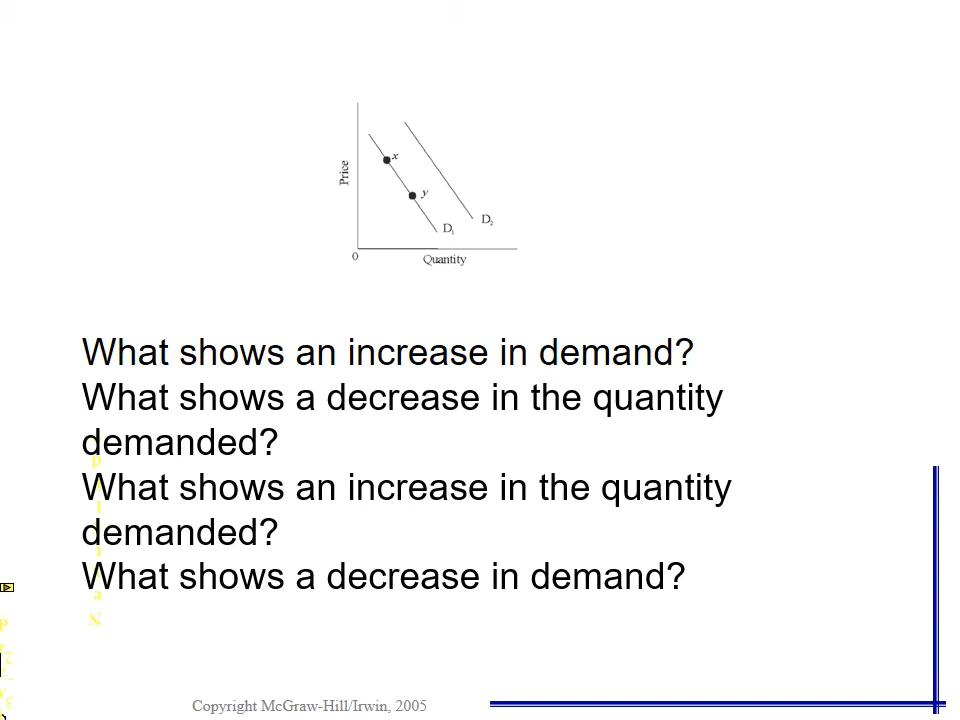 x
Price
y
D2
D1
0
Quantity
What shows an increase in demand?
What shows a decrease in the quantity
demanded?
What shows an increase in the quantity
demanded?
What shows a decrease in demand?
Copyright McGraw-Hill/Irwin, 2005